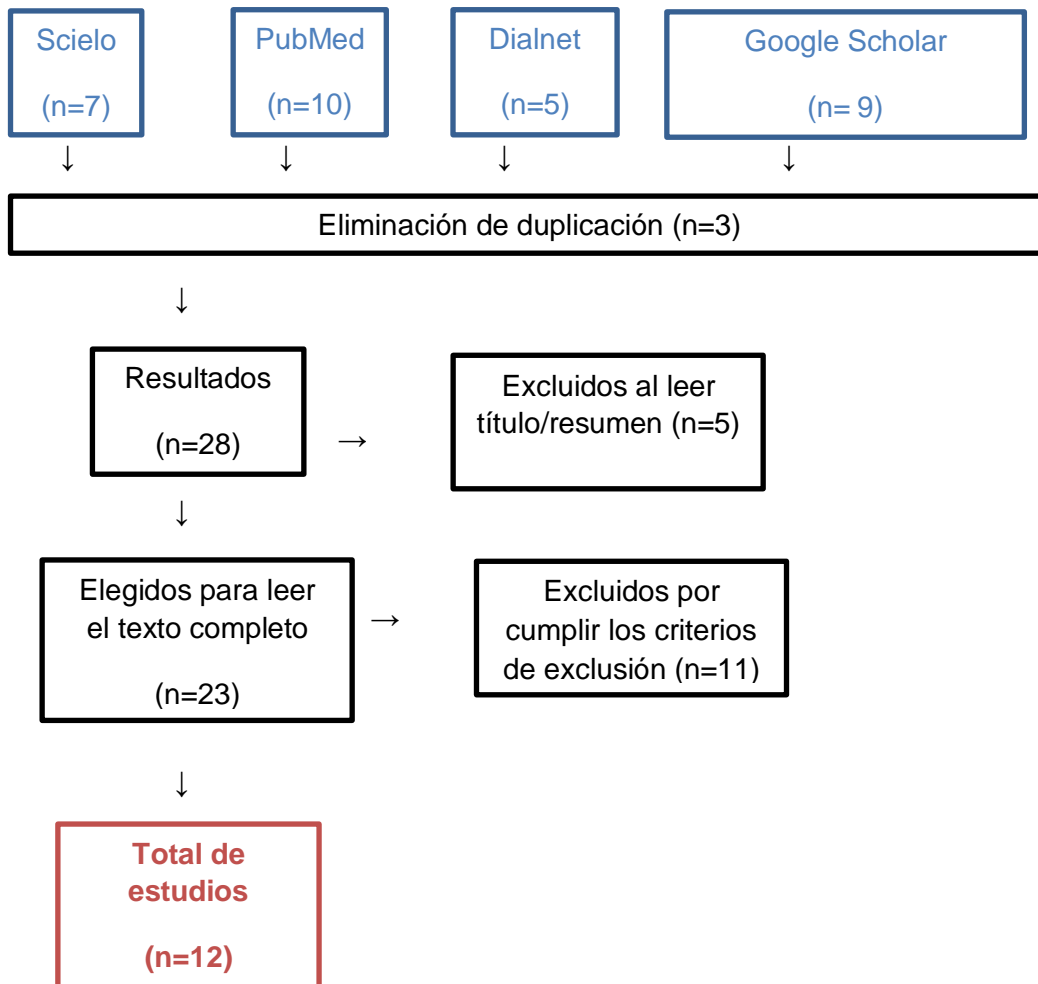 Scielo
(n=7)
PubMed
(n=10)
Dialnet
(n=5)
Google Scholar
(n= 9)
↓ ↓ ↓ ↓
Eliminación de duplicación (n=3)
↓
Resultados
(n=28)
→
Excluidos al leer
título/resumen (n=5)
↓
Elegidos para leer
el texto completo
(n=23)
→
Excluidos por
cumplir los criterios
de exclusión (n=11)
↓
Total de
estudios
(n=12)